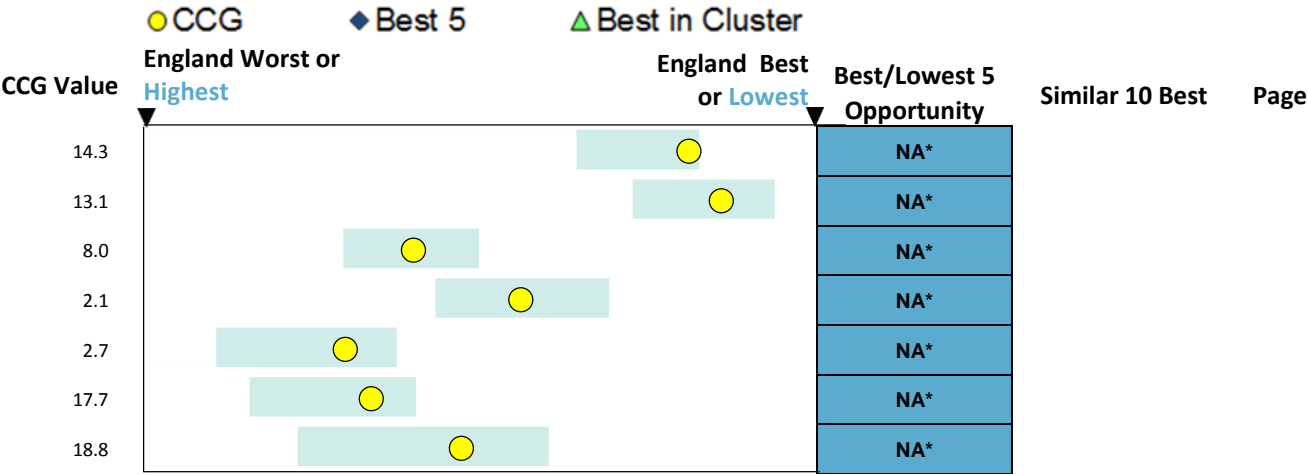 CCG Best 5 Best in Cluster
CCG Value
England Worst or
Highest
England Best
or Lowest
Best/Lowest 5
Opportunity
Similar 10 Best
Page
14.3 NA*
13.1 NA*
8.0 NA*
2.1 NA*
2.7 NA*
17.7 NA*
18.8 NA*